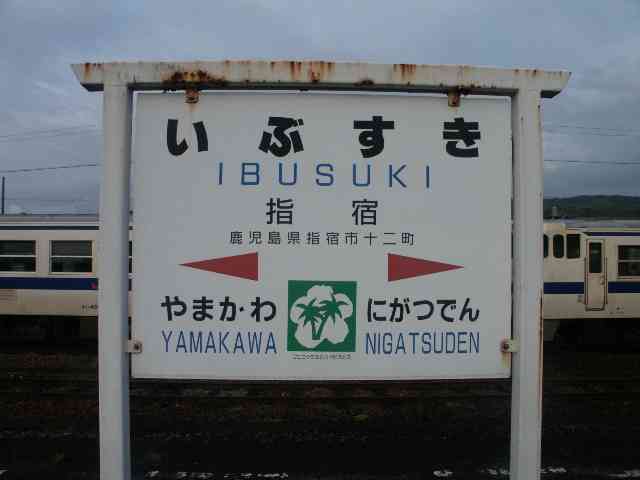 いぶすき
IBUSUKI
指宿
鹿児島県指宿市十二町
やまか・わ にがつでん
YAMAKAWA NIGATSUDEN